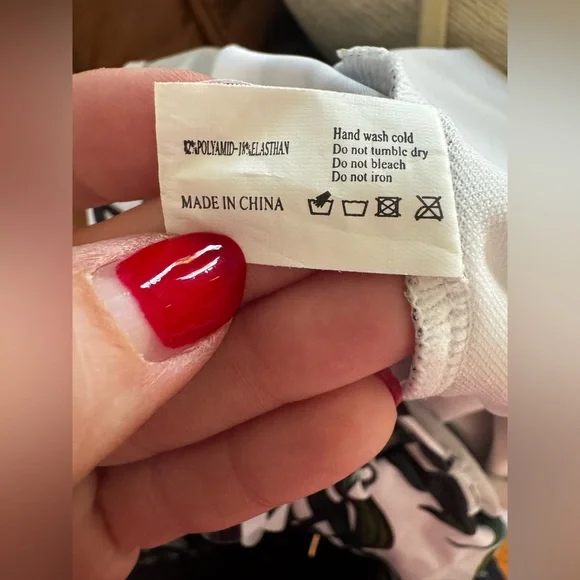 82%POLYAMID-18%ELASTHAN
Hand wash cold
Do not tumble dry
Do not bleach
Do not iron
MADE IN CHINA